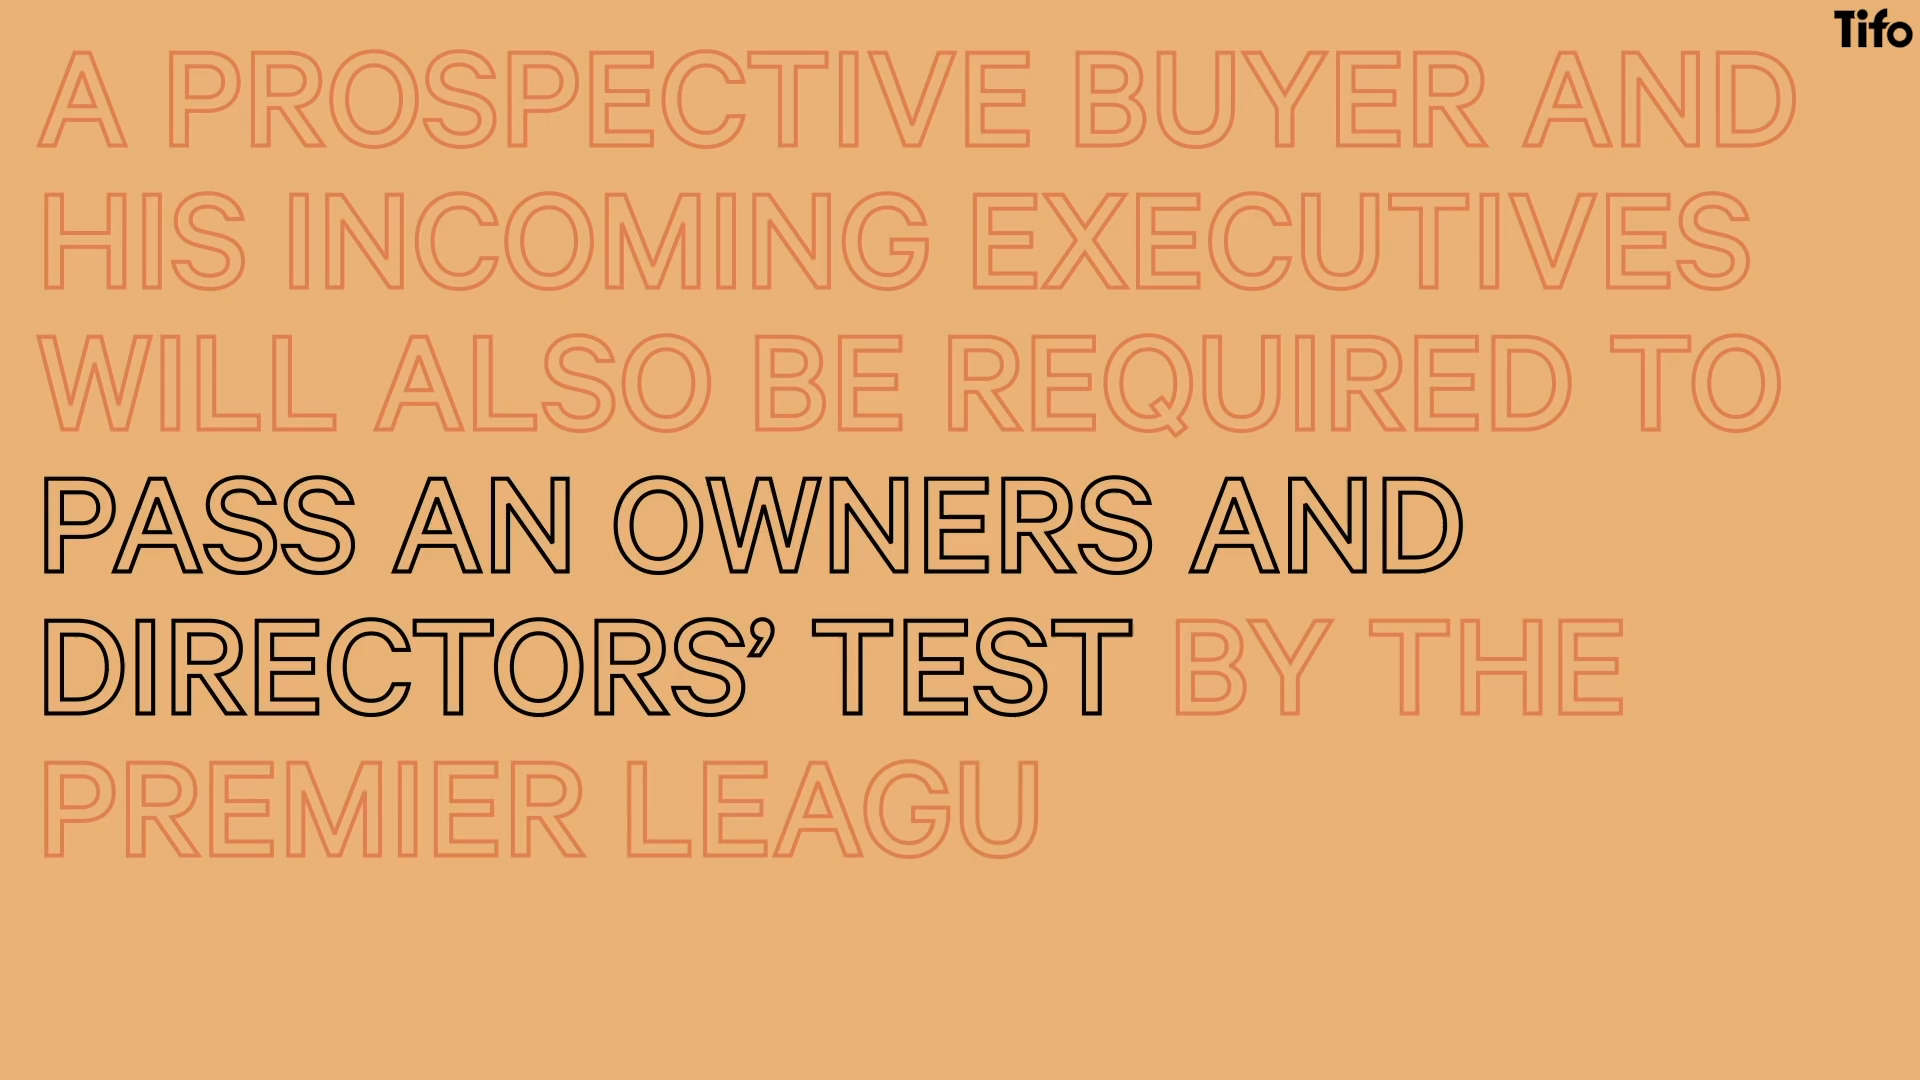 Tifo
A PROSPECTIVE BUYER AND
HIS INCOMING EXECUTIVES
WILL ALSO BE REQUIRED TO
PASS AN OWNERS AND
DIRECTORS’ TEST BY THE
PREMIER LEAGU